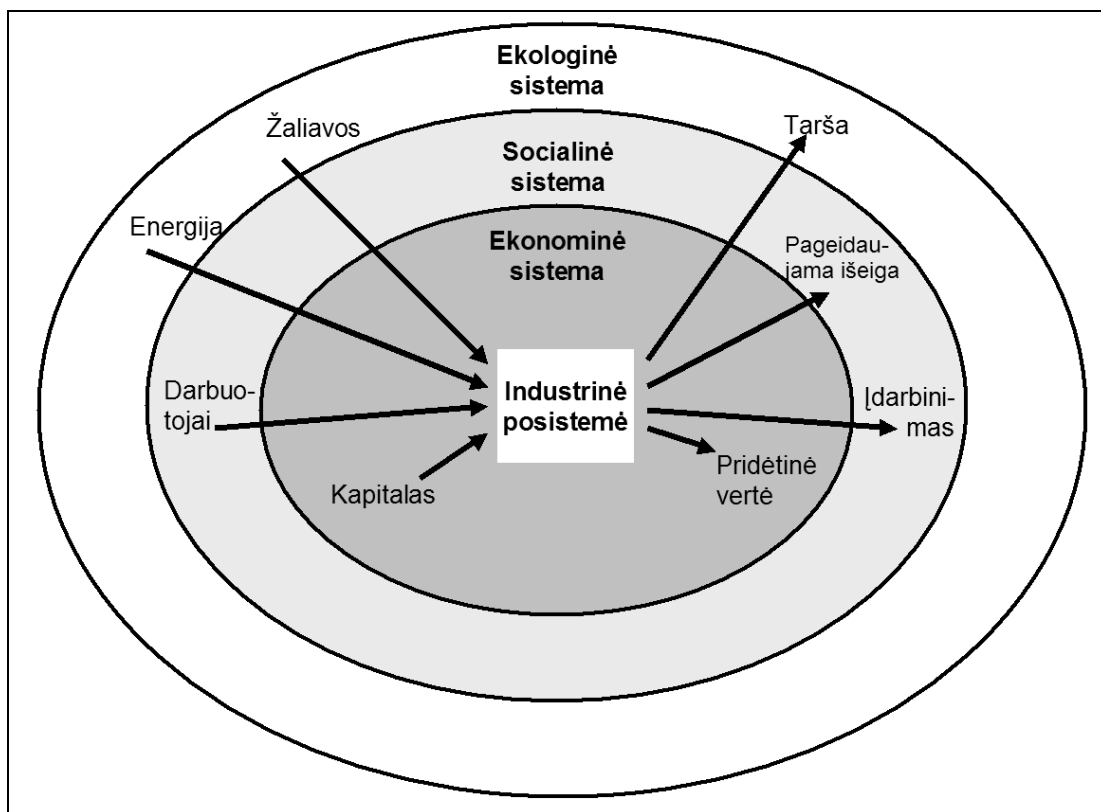 Ekologinė
sistema
Žaliavos
Tarša
Socialinė
sistema
Energija
Ekonominė
sistema
Pageidau-
jama išeiga
Darbuo-
tojai
Industrinė
posistemė
Įdarbini-
mas
Kapitalas
Pridėtinė
vertė